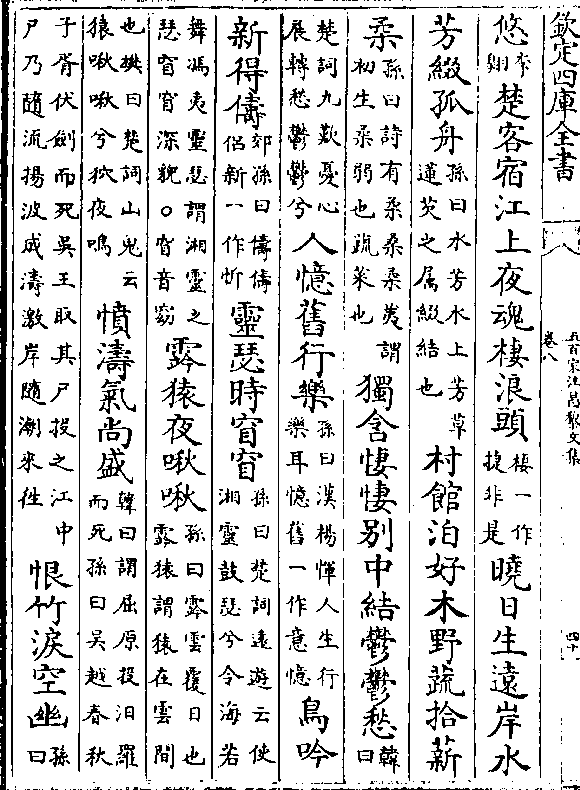 欽定四庫全書
五百家注昌黎文集
卷八
四十
悠李翺楚客宿江上夜魂棲浪頭棲一作捷非是曉日生遠岸水
芳綴孤舟孫曰水芳水上芳草蓮芡之属綴結也村館泊好木野蔬拾薪
柔孫曰詩有柔桑柔荑謂初生柔弱也蔬菜也獨含悽悽別中結鬱鬱愁韓曰
楚詞九歎憂心展轉愁鬱鬱兮人憶舊行樂孫曰漢楊惲人生行樂耳憶舊一作意憶鳥吟
新得儔郊孫曰儔儔侣新一作忻靈瑟時窅窅孫曰楚詞遠遊云使湘靈鼓瑟兮令海若
舞馮夷靈瑟謂湘靈之瑟窅窅深貌○窅音窈霠猿夜啾啾孫曰霠雲覆日也霠猿謂猿在雲間
也樊曰楚詞山鬼云猿啾啾兮狖夜鳴憤濤氣尚盛韓曰謂屈原投汨羅而死孫曰吳越春秋
子胥伏劍而死吳王取其尸投之江中尸乃隨流揚波成濤激岸隨潮來徃恨竹淚空幽孫曰